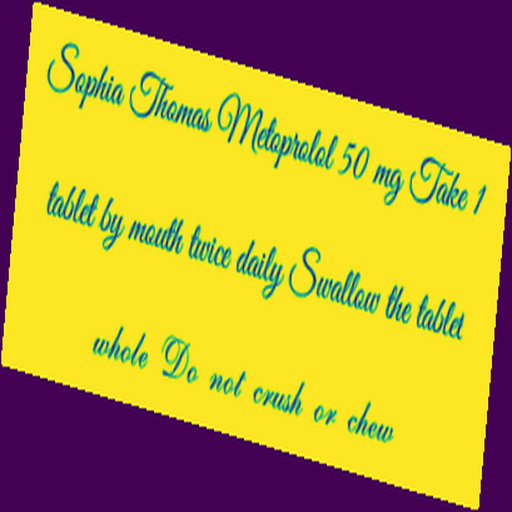 Sophia Thomas Metoprolol 50 mg Take 1
tablet by mouth twice daily Swallow the tablet
whole Do not crush or chew